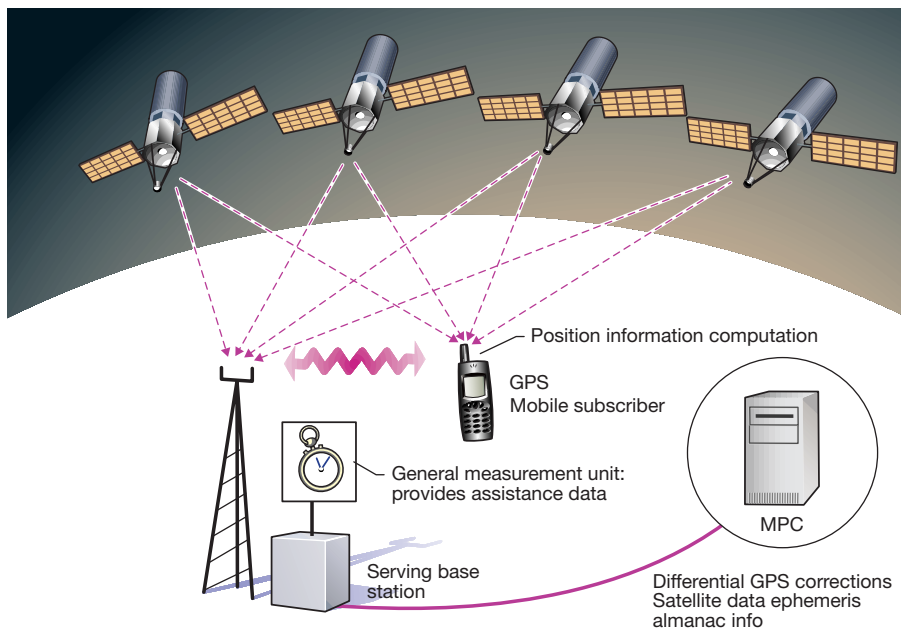 Position information computation
GPS
Mobile subscriber
General measurement unit:
provides assistance data
MPC
Serving base
station
Differential GPS corrections
Satellite data ephemeris
almanac info